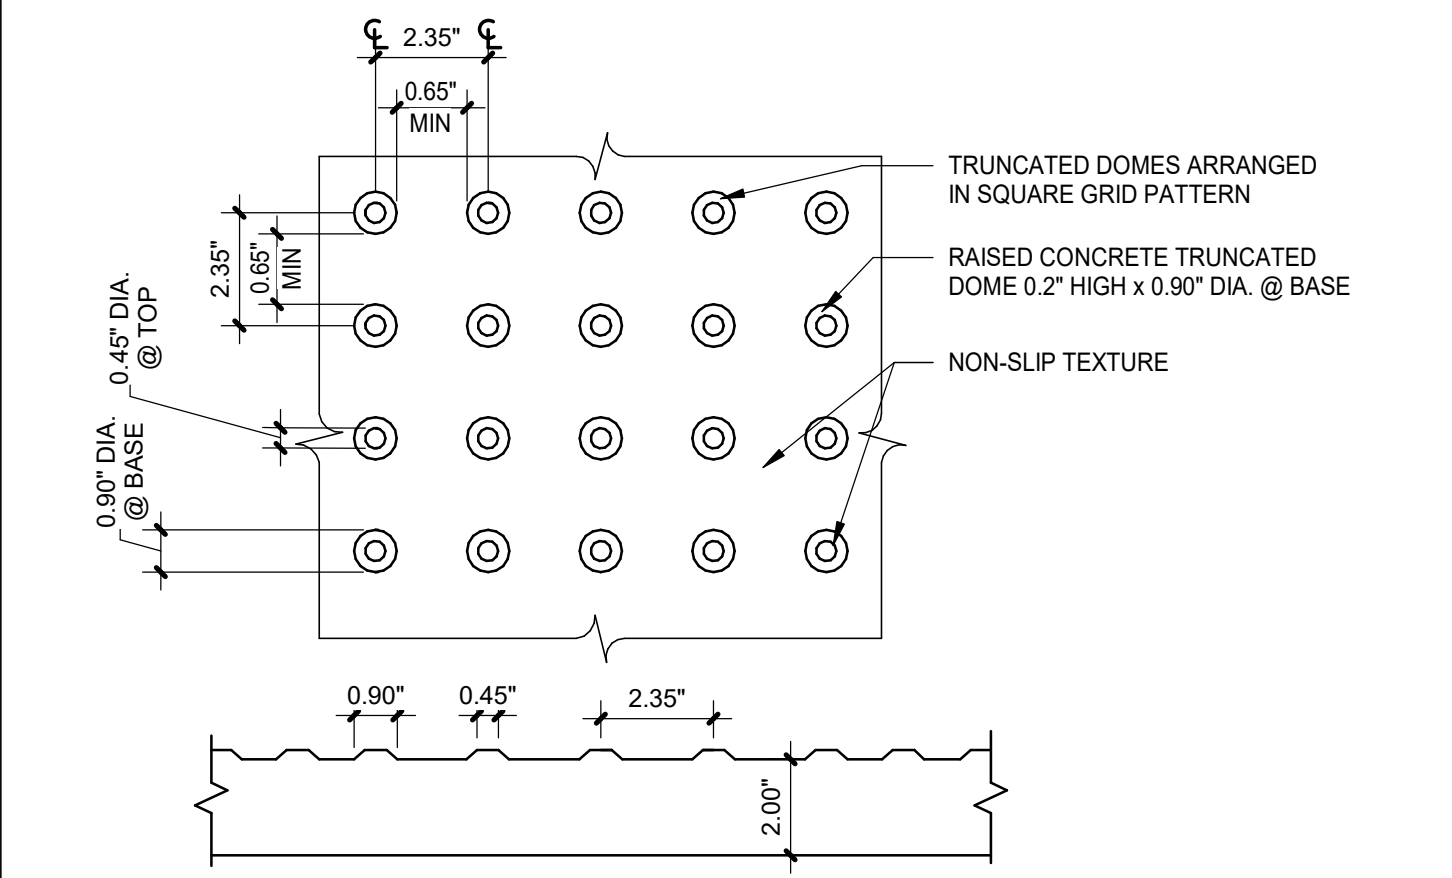 ℄ 2.35" ℄
0.65"
MIN
TRUNCATED DOMES ARRANGED
IN SQUARE GRID PATTERN
RAISED CONCRETE TRUNCATED
DOME 0.2" HIGH x 0.90" DIA. @ BASE
NON-SLIP TEXTURE
2.35"
0.65"
MIN
0.45" DIA.
@ TOP
0.90" DIA.
@ BASE
0.90"
0.45"
2.35"
2.00"